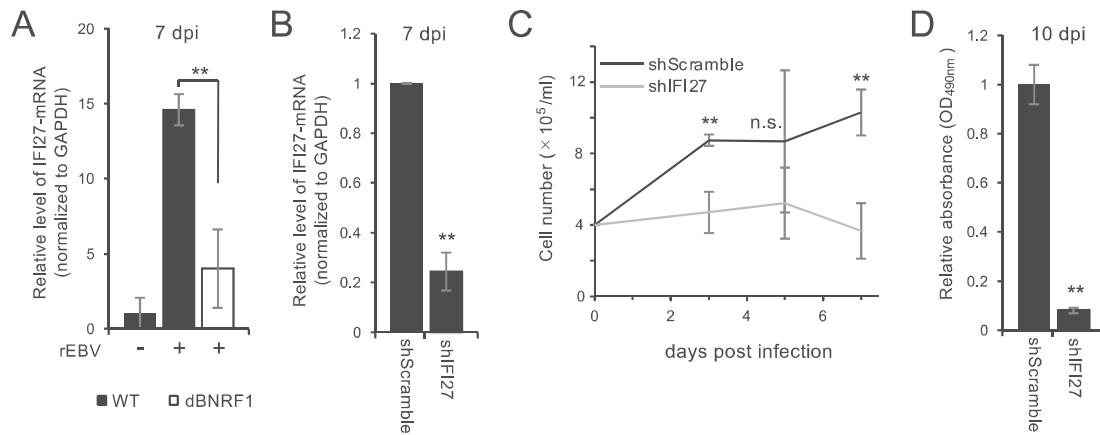 A
7 dpi
Relative level of IFI27-mRNA
(normalized to GAPDH)
20
15
10
5
0
**
rEBV - + +
WT dBNRF1
B
7 dpi
Relative level of IFI27-mRNA
(normalized to GAPDH)
1.2
1
0.8
0.6
0.4
0.2
0
**
shScramble
shIFI27
C
shScramble
shIFI27
Cell number (×10⁵/ml)
12
8
4
0
**
n.s.
**
0 2 4 6
days post infection
D
10 dpi
Relative absorbance (OD490nm)
1.2
1
0.8
0.6
0.4
0.2
0
**
shScramble
shIFI27